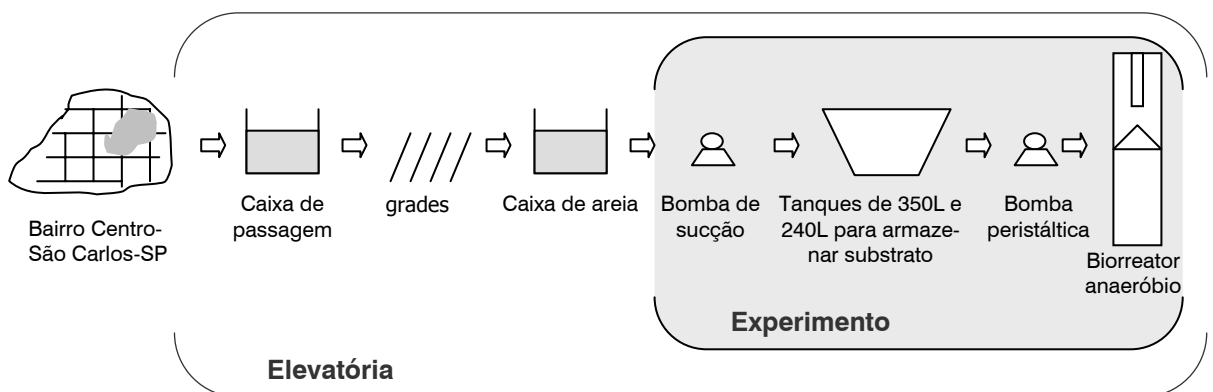 Bairro Centro-
São Carlos-SP
Caixa de
passagem
grades
Caixa de areia
Bomba de
sucção
Tanques de 350L e
240L para armaze-
nar substrato
Bomba
peristáltica
Biorreator
anaeróbio
Experimento
Elevatória